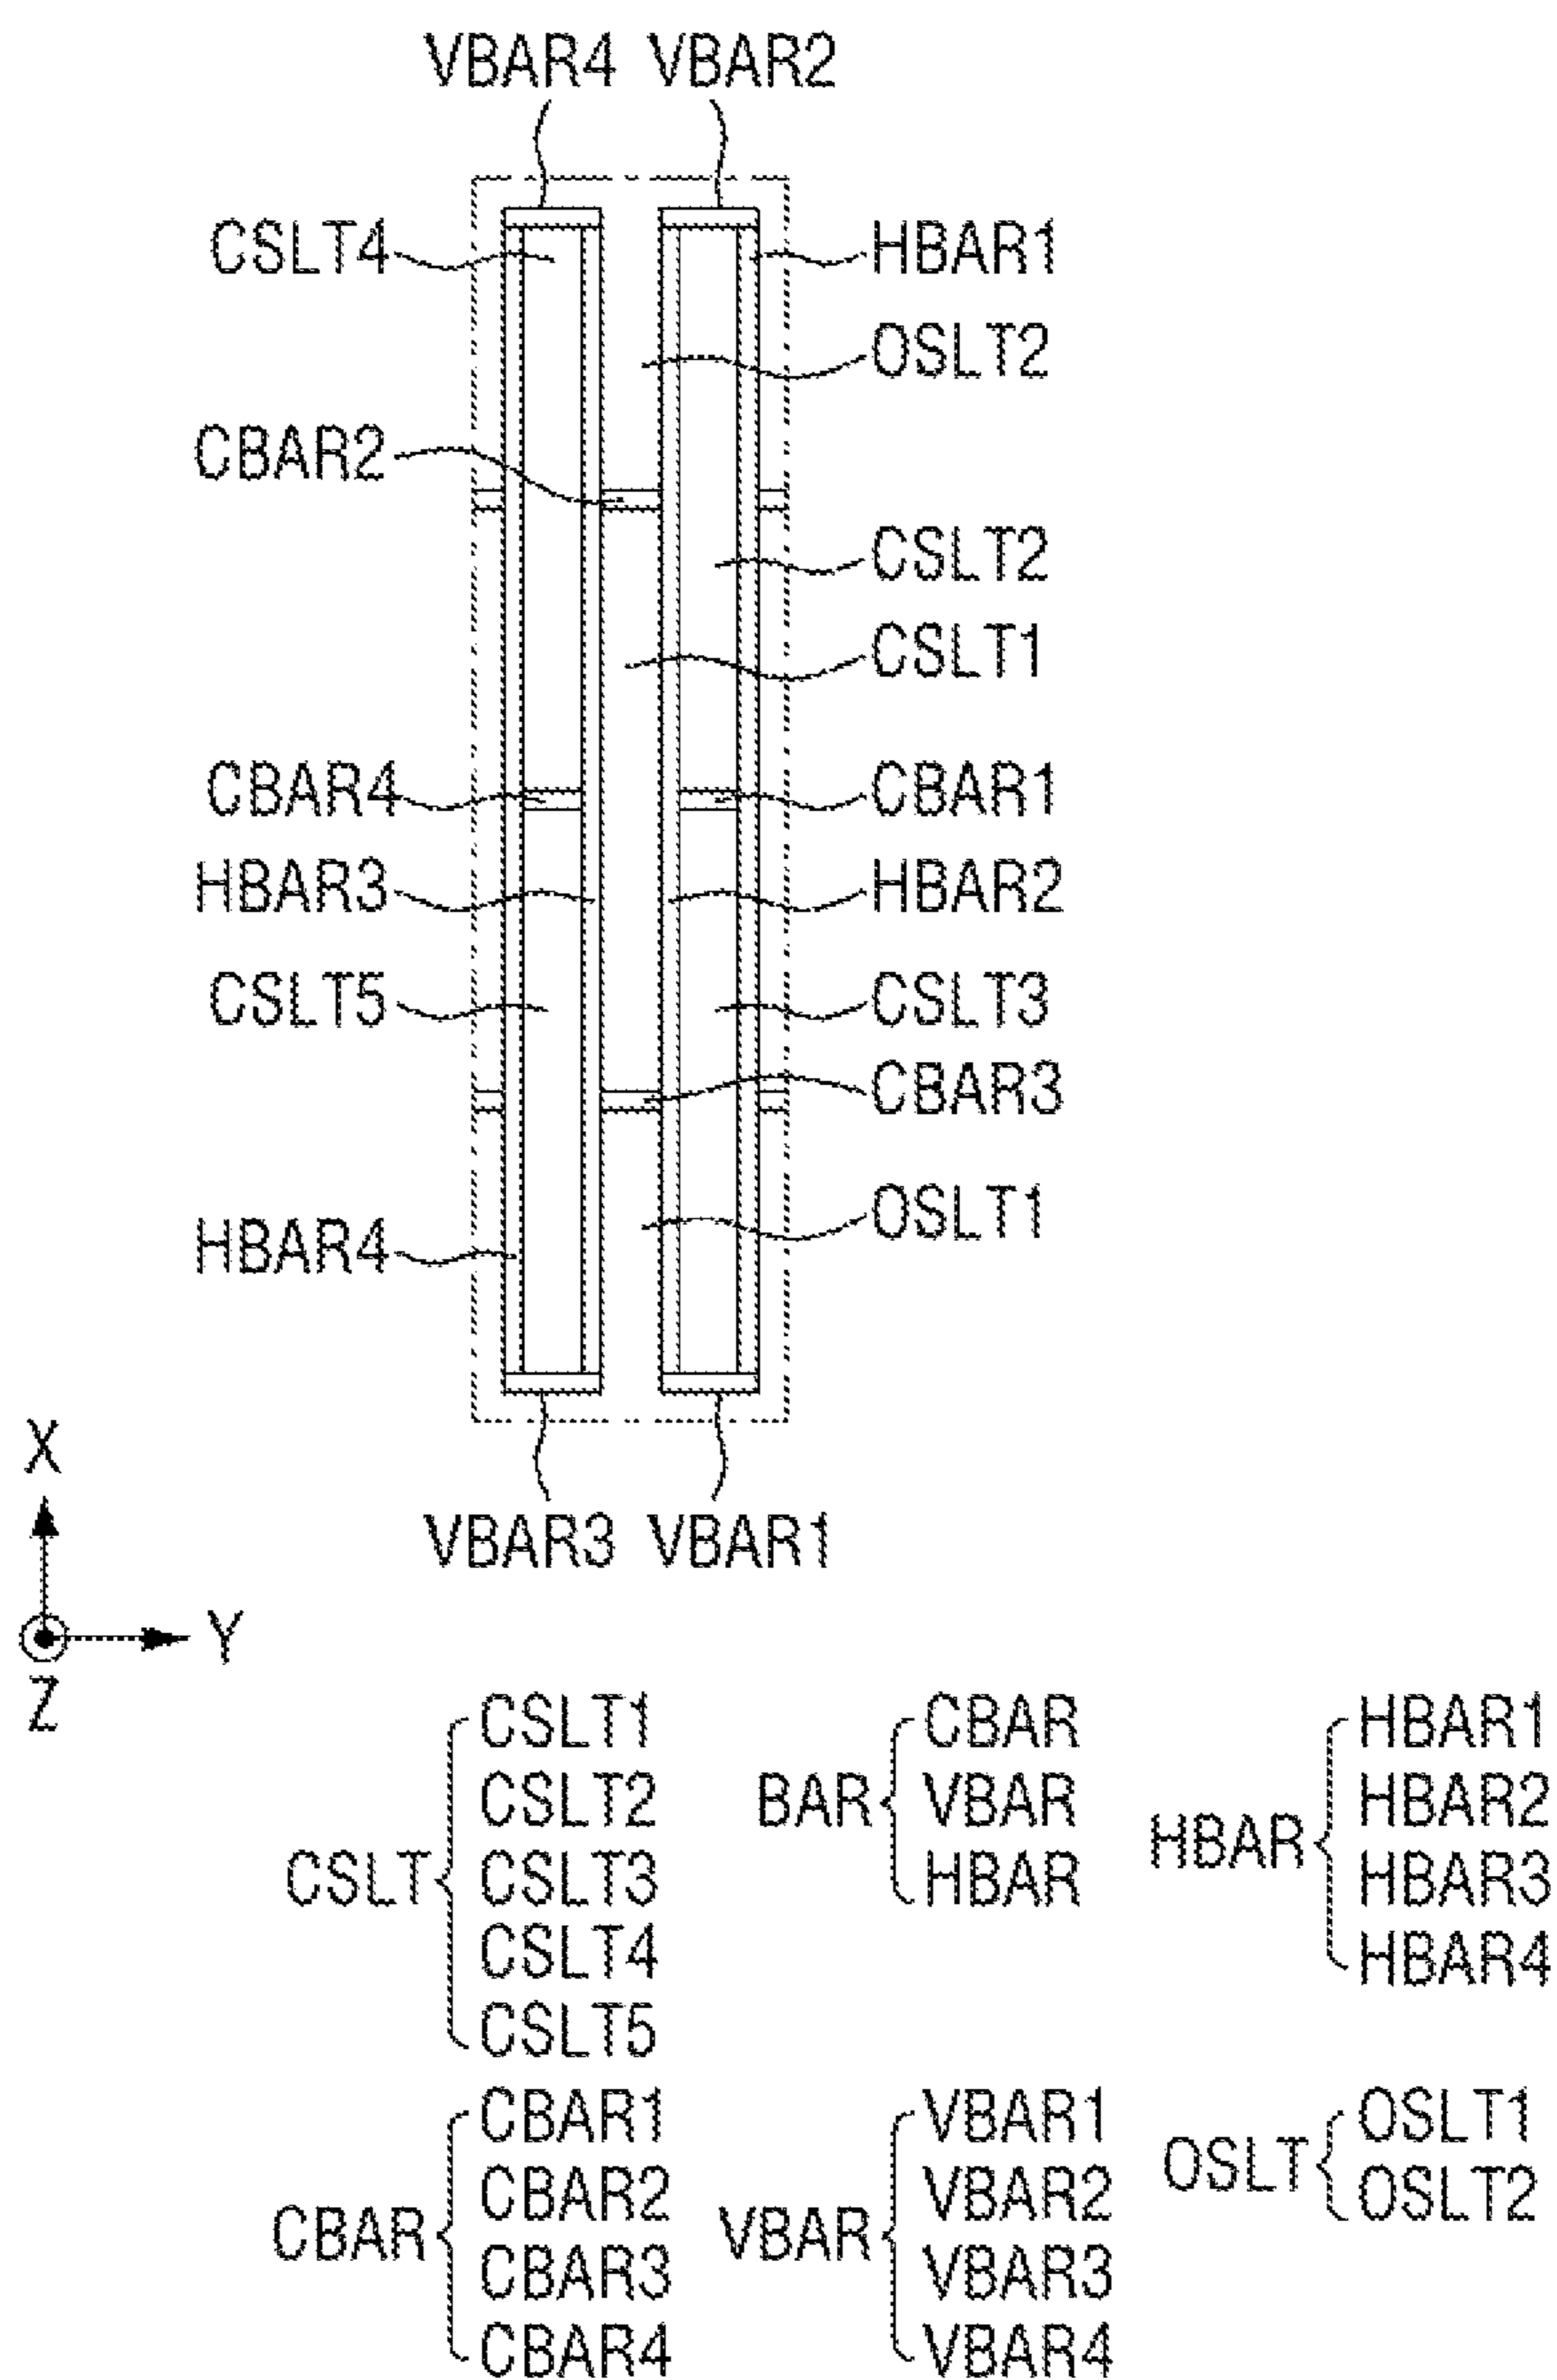 VBAR4 VBAR2
CSLT4 HBAR1
OSLT2
CBAR2
CSLT2
CSLT1
CBAR4 CBAR1
HBAR3 HBAR2
CSLT5 CSLT3
CBAR3
OSLT1
HBAR4
VBAR3 VBAR1
X
Y
Z
CSLT
CSLT1
CSLT2
CSLT3
CSLT4
CSLT5
BAR
CBAR
VBAR
HBAR
HBAR
HBAR1
HBAR2
HBAR3
HBAR4
CBAR
CBAR1
CBAR2
CBAR3
CBAR4
VBAR
VBAR1
VBAR2
VBAR3
VBAR4
OSLT
OSLT1
OSLT2